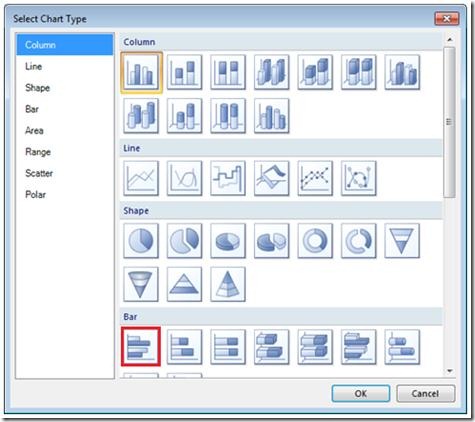 Select Chart Type
Column
Line
Shape
Bar
Area
Range
Scatter
Polar
Column
Line
Shape
Bar
OK
Cancel